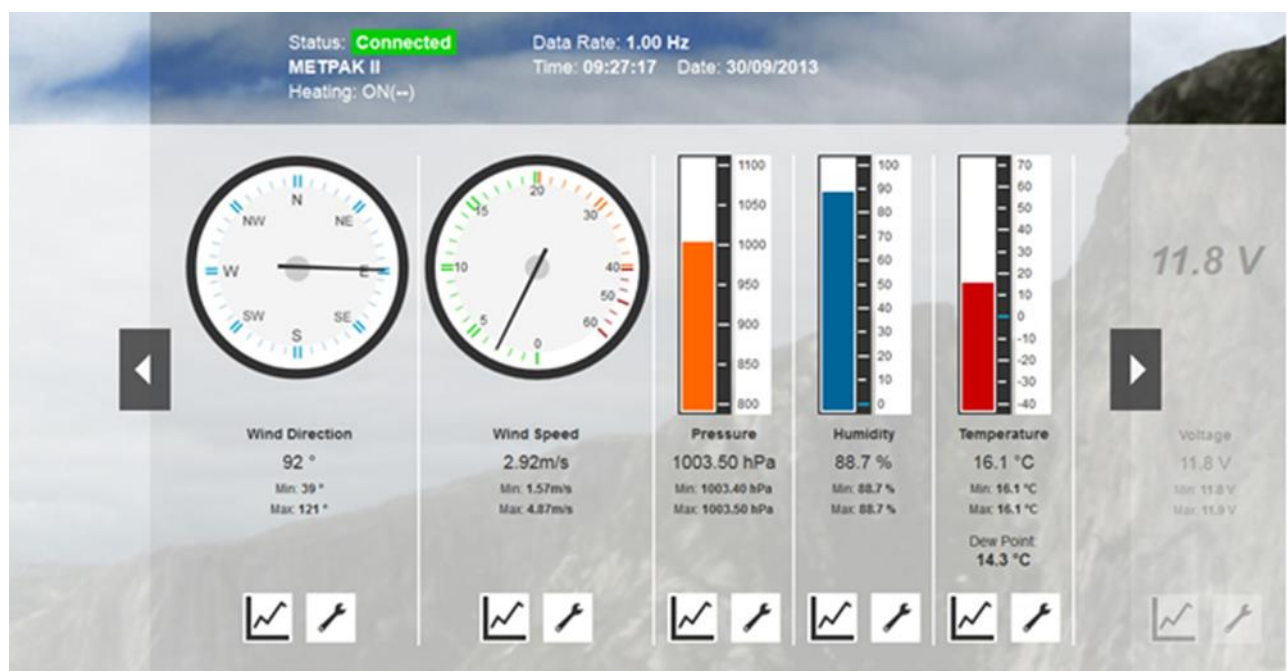 Status: Connected
METPAK II
Heating: ON(--)
Data Rate: 1.00 Hz
Time: 09:27:17 Date: 30/09/2013
N
NE
E
SE
S
SW
W
NW
Wind Direction
92 °
Min: 39 °
Max: 121 °
0
5
10
15
20
30
40
50
60
Wind Speed
2.92m/s
Min: 1.57m/s
Max: 4.87m/s
1100
1050
1000
950
900
850
800
Pressure
1003.50 hPa
Min: 1003.40 hPa
Max: 1003.50 hPa
100
90
80
70
60
50
40
30
20
10
0
Humidity
88.7 %
Min: 88.7 %
Max: 88.7 %
70
60
50
40
30
20
10
0
-10
-20
-30
-40
Temperature
16.1 °C
Min: 16.1 °C
Max: 16.1 °C
Dew Point:
14.3 °C
11.8 V
Voltage
11.8 V
Min: 11.8 V
Max: 11.9 V